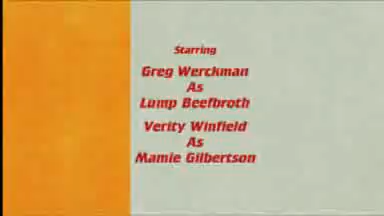 Starring
Greg Werckman
As
Lump Beefbroth
Verity Winfield
As
Mamie Gilbertson